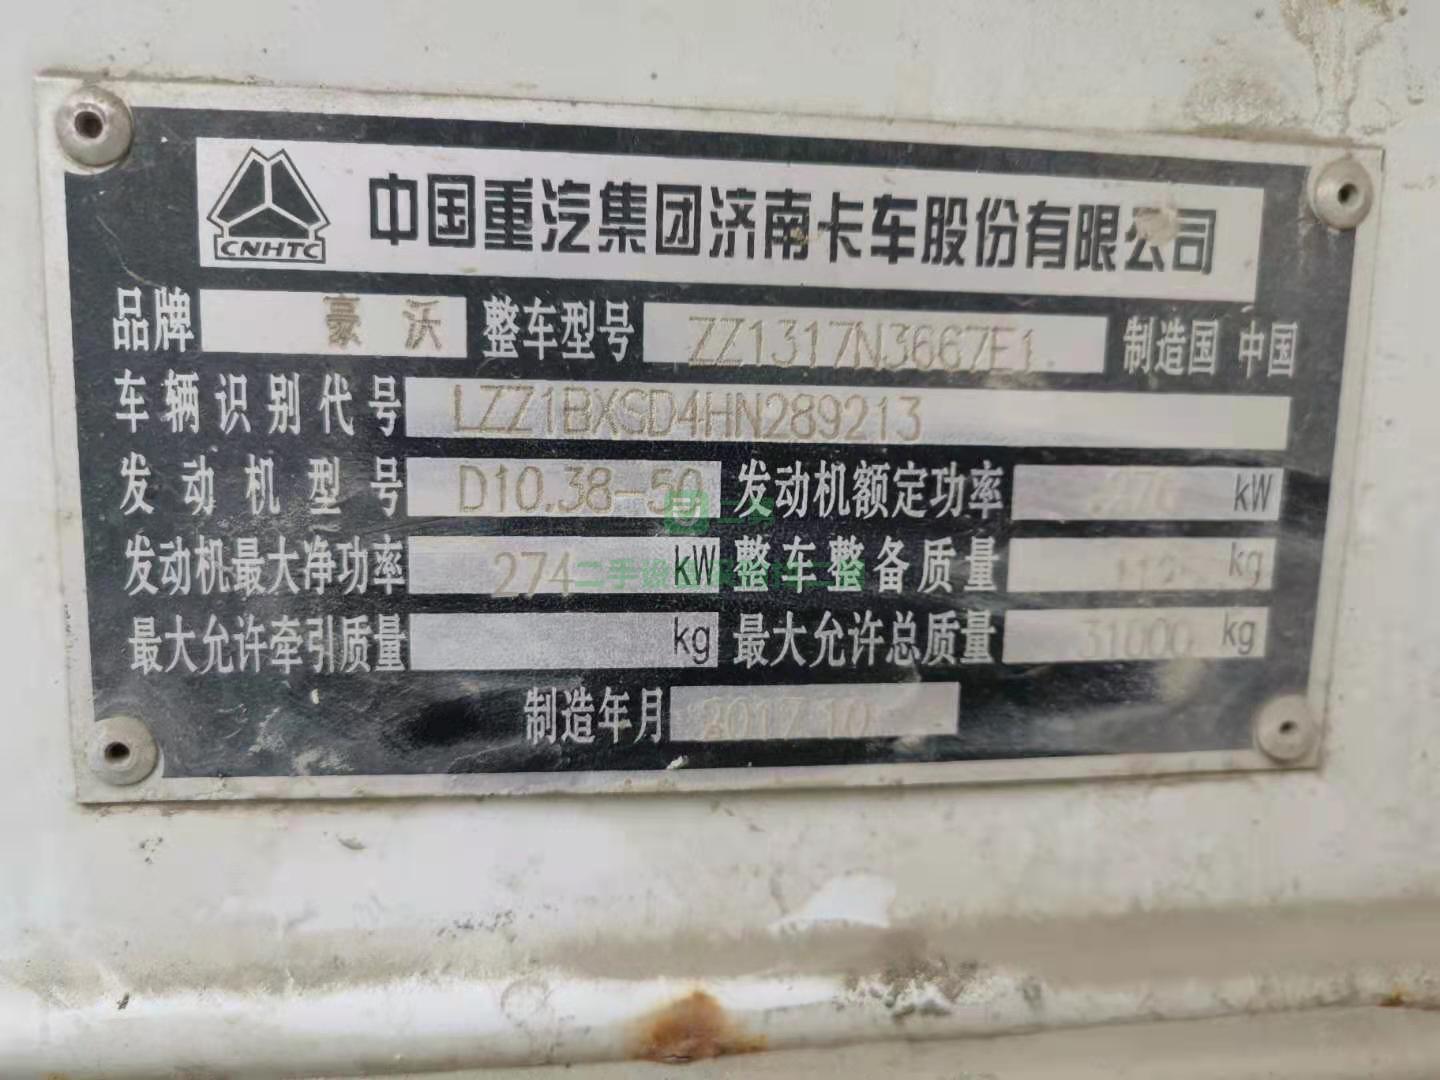 CNHTC 中国重汽集团济南卡车股份有限公司
品牌 豪沃 整车型号 ZZ1317N3667E1 制造国 中国
车辆识别代号 LZZ1BXSD4HN289213
发动机型号 D10.38-50 发动机额定功率 276 kW
发动机最大净功率 274 kW 整车整备质量 kg
最大允许牵引质量 kg 最大允许总质量 31000 kg
制造年月 2017 10